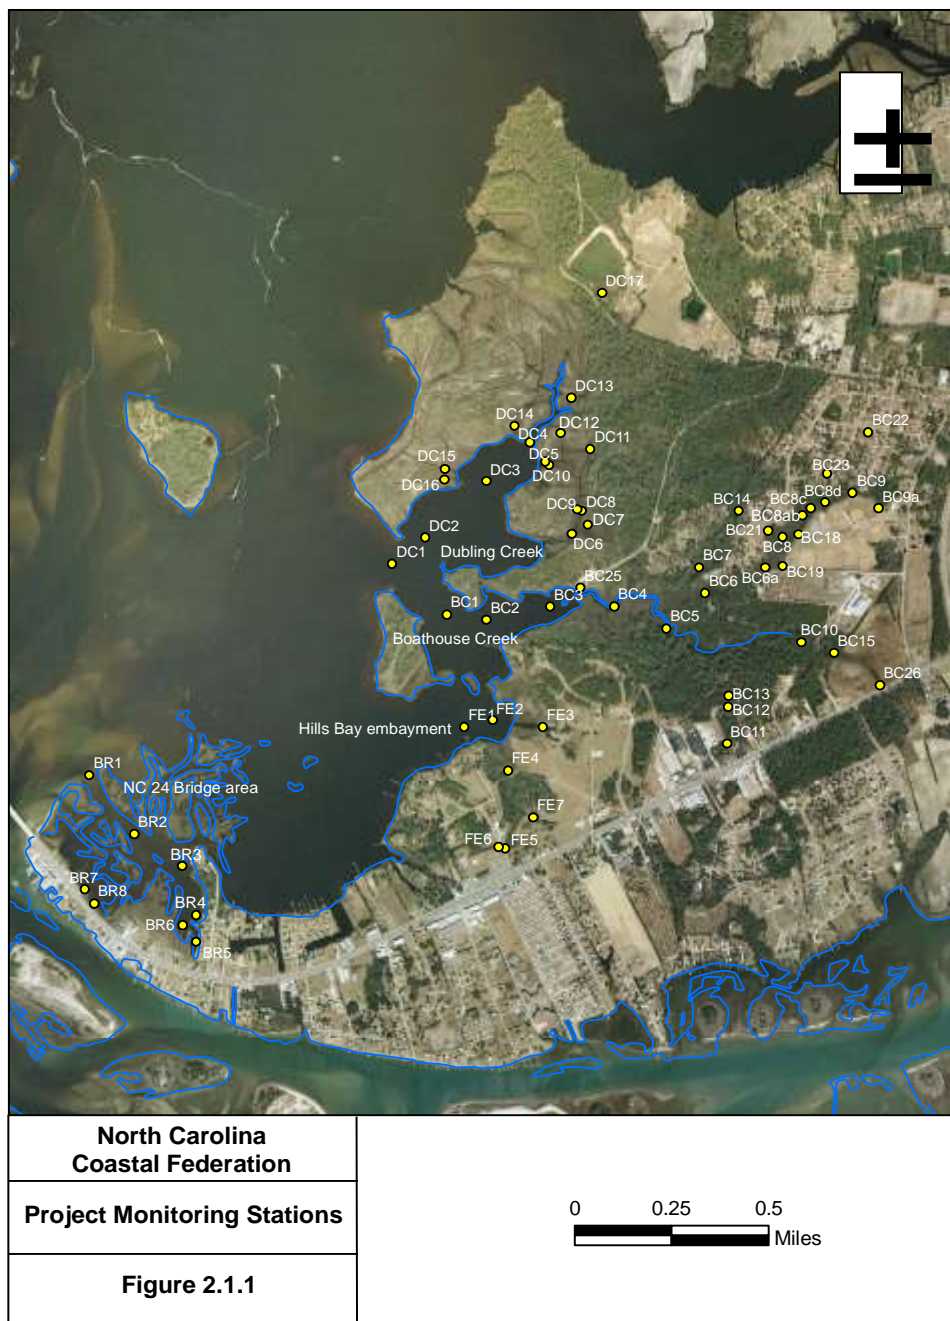 DC17
DC13
DC14
DC12
DC4
DC11
DC5
DC15
DC3
DC10
DC16
BC22
BC23
BC9
BC8d
BC9a
BC8c
BC14
BC8ab
DC9
DC8
DC7
DC6
DC2
BC21
BC18
BC8
DC1
Dubling Creek
BC7
BC6a
BC19
BC25
BC6
BC1
BC2
BC3
BC4
BC5
Boathouse Creek
BC10
BC15
BC26
BC13
BC12
Hills Bay embayment
FE1
FE2
FE3
BC11
FE4
BR1
NC 24 Bridge area
FE7
BR2
FE6
FE5
BR3
BR7
BR8
BR4
BR6
BR5
North Carolina
Coastal Federation
Project Monitoring Stations
Figure 2.1.1
0 0.25 0.5
Miles